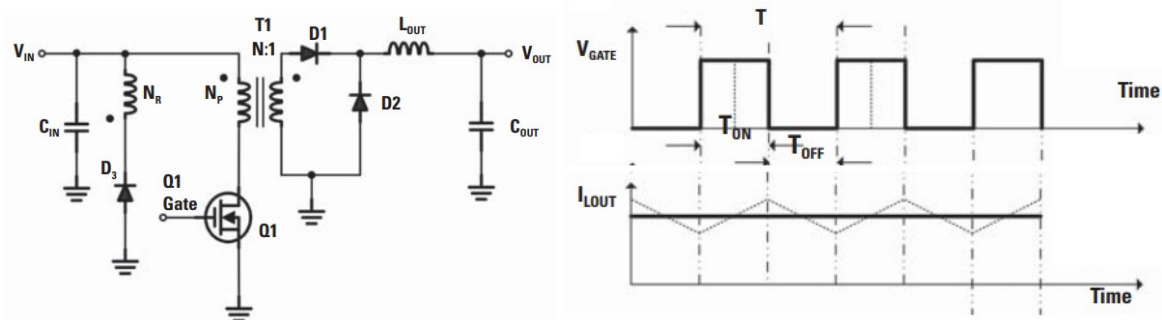 T1
N:1
D1
L_OUT
V_IN
V_OUT
N_R
N_P
D2
C_IN
C_OUT
D_3
Q1
Gate
Q1
T
V_GATE
Time
T_ON
T_OFF
I_LOUT
Time